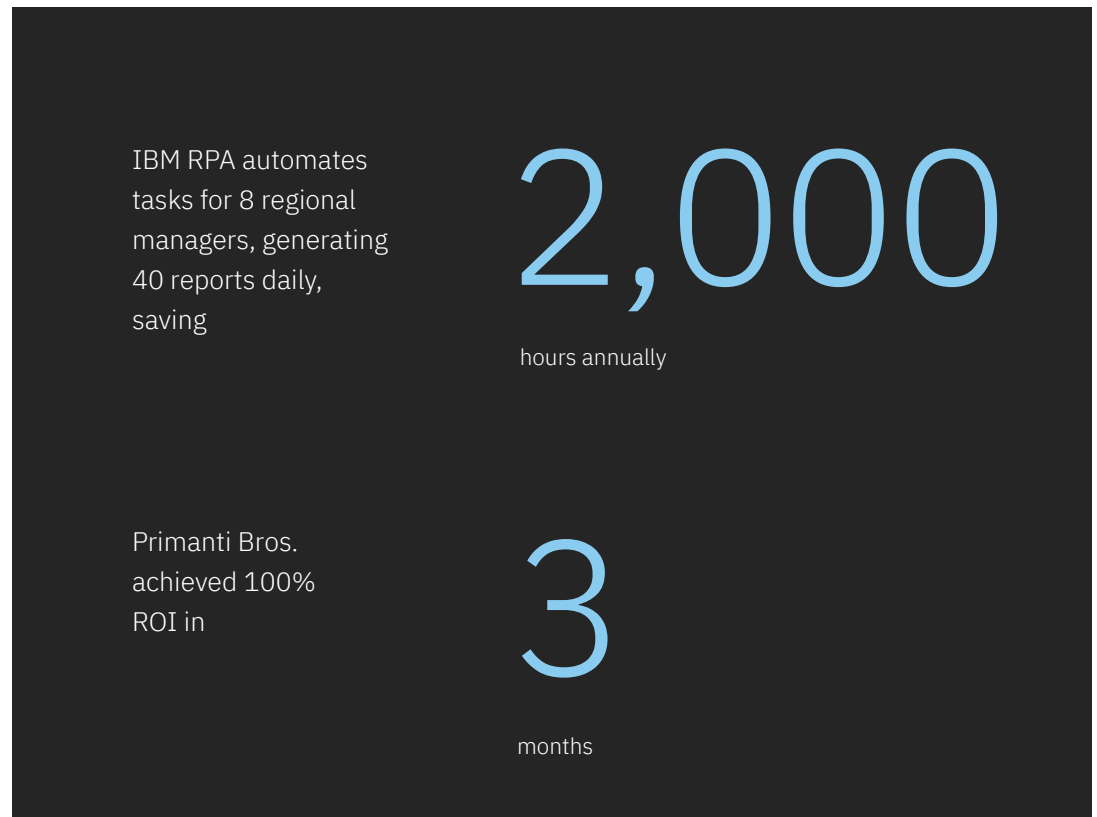 IBM RPA automates
tasks for 8 regional
managers, generating
40 reports daily,
saving
2,000
hours annually
Primanti Bros.
achieved 100%
ROI in
3
months